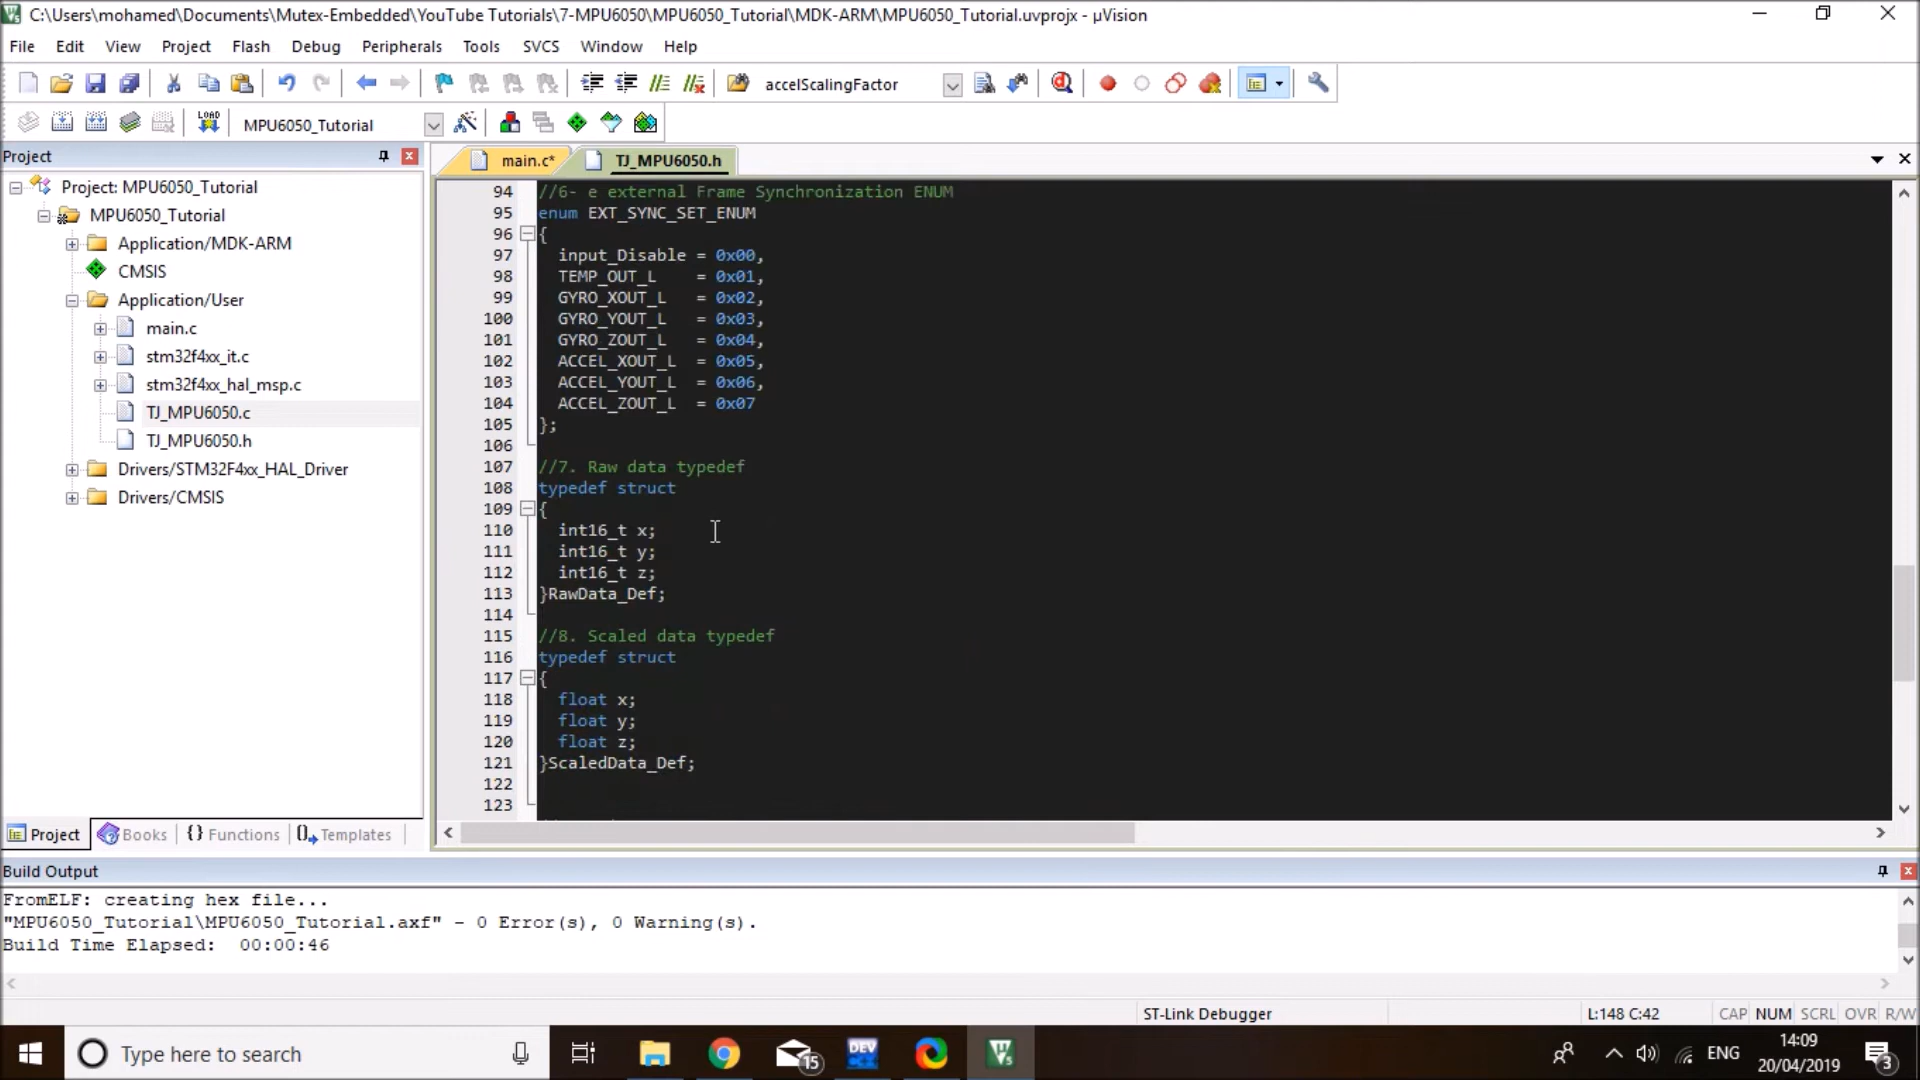 C:\Users\mohamed\Documents\Mutex-Embedded\YouTube Tutorials\7-MPU6050\MPU6050_Tutorial\MDK-ARM\MPU6050_Tutorial.uvprojx - µVision
File Edit View Project Flash Debug Peripherals Tools SVCS Window Help
accelScalingFactor
LOAD MPU6050_Tutorial
Project
main.c* TJ_MPU6050.h
Project: MPU6050_Tutorial
MPU6050_Tutorial
Application/MDK-ARM
CMSIS
Application/User
main.c
stm32f4xx_it.c
stm32f4xx_hal_msp.c
TJ_MPU6050.c
TJ_MPU6050.h
Drivers/STM32F4xx_HAL_Driver
Drivers/CMSIS
Project Books {} Functions Templates
94 //6- e external Frame Synchronization ENUM
95 enum EXT_SYNC_SET_ENUM
96 {
97 input_Disable = 0x00,
98 TEMP_OUT_L = 0x01,
99 GYRO_XOUT_L = 0x02,
100 GYRO_YOUT_L = 0x03,
101 GYRO_ZOUT_L = 0x04,
102 ACCEL_XOUT_L = 0x05,
103 ACCEL_YOUT_L = 0x06,
104 ACCEL_ZOUT_L = 0x07
105 };
106
107 //7. Raw data typedef
108 typedef struct
109 {
110 int16_t x;
111 int16_t y;
112 int16_t z;
113 }RawData_Def;
114
115 //8. Scaled data typedef
116 typedef struct
117 {
118 float x;
119 float y;
120 float z;
121 }ScaledData_Def;
122
123
Build Output
FromELF: creating hex file...
"MPU6050_Tutorial\MPU6050_Tutorial.axf" - 0 Error(s), 0 Warning(s).
Build Time Elapsed: 00:00:46
ST-Link Debugger L:148 C:42 CAP NUM SCRL OVR R/W
Type here to search
15
DEV
ENG
14:09
20/04/2019
3